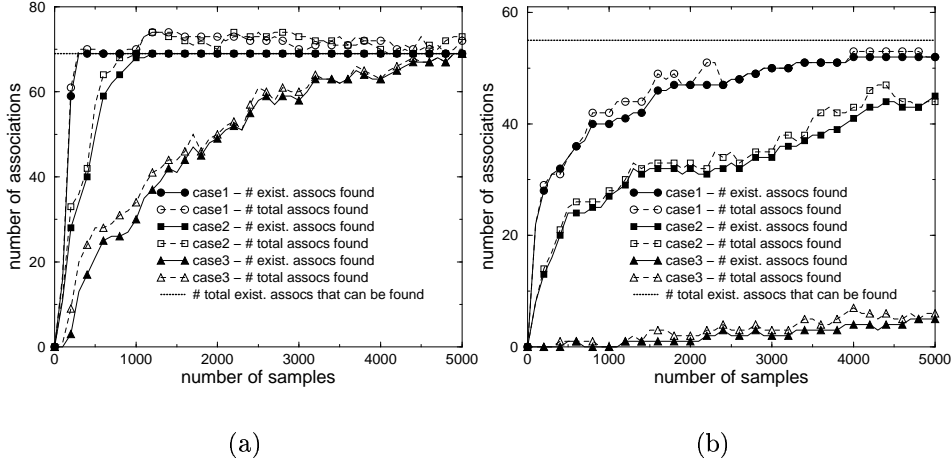 80
60
40
20
0
number of associations
case1 – # exist. assocs found
case1 – # total assocs found
case2 – # exist. assocs found
case2 – # total assocs found
case3 – # exist. assocs found
case3 – # total assocs found
# total exist. assocs that can be found
0 1000 2000 3000 4000 5000
number of samples
(a)
60
40
20
0
number of associations
case1 – # exist. assocs found
case1 – # total assocs found
case2 – # exist. assocs found
case2 – # total assocs found
case3 – # exist. assocs found
case3 – # total assocs found
# total exist. assocs that can be found
0 1000 2000 3000 4000 5000
number of samples
(b)